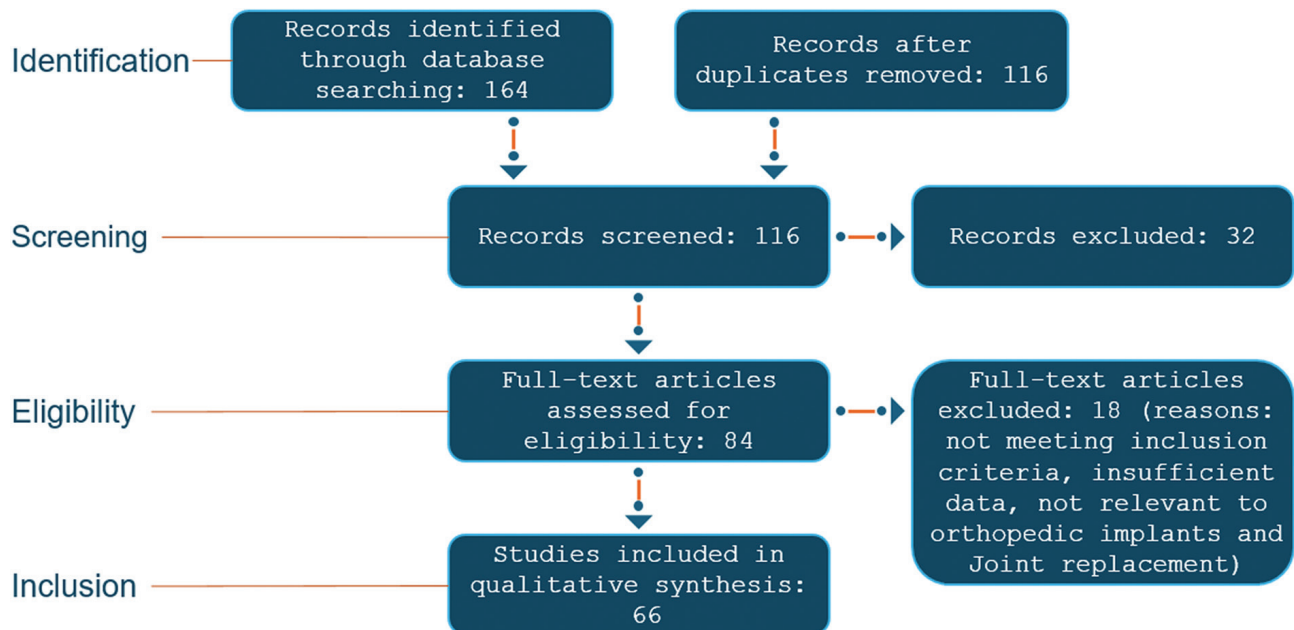 Identification
Records identified
through database
searching: 164
Records after
duplicates removed: 116
Screening
Records screened: 116
Records excluded: 32
Eligibility
Full-text articles
assessed for
eligibility: 84
Full-text articles
excluded: 18 (reasons:
not meeting inclusion
criteria, insufficient
data, not relevant to
orthopedic implants and
Joint replacement)
Inclusion
Studies included in
qualitative synthesis:
66